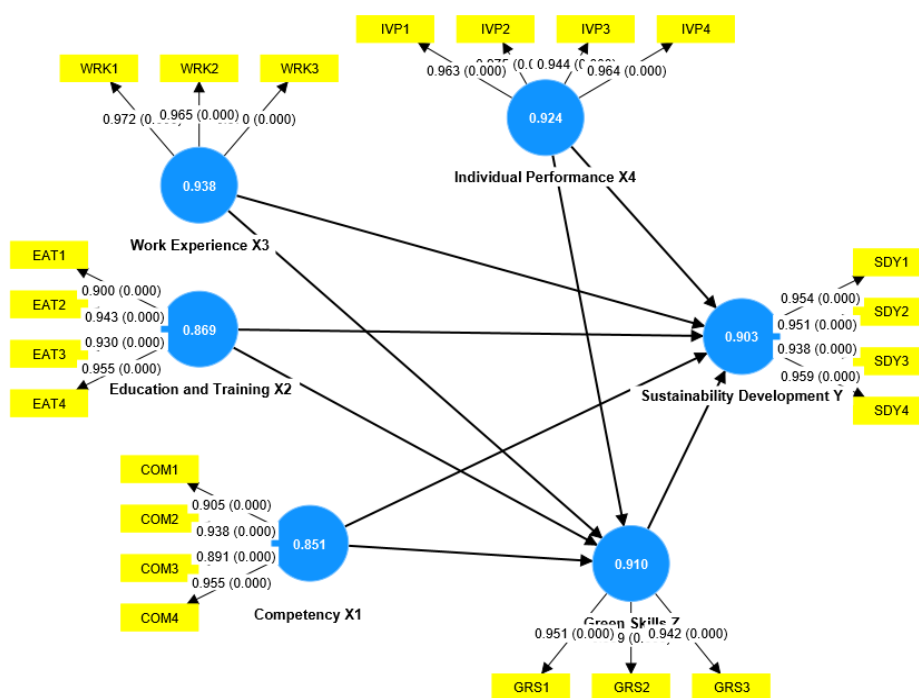 IVP1 IVP2 IVP3 IVP4
0.963 (0.000) 0.944 0.964 (0.000)
WRK1 WRK2 WRK3
0.972 0.965 (0.000) (0.000)
0.924
Individual Performance X4
0.938
Work Experience X3
EAT1
EAT2
EAT3
EAT4
0.900 (0.000)
0.943 (0.000)
0.930 (0.000)
0.955 (0.000)
0.869
Education and Training X2
SDY1
SDY2
SDY3
SDY4
0.954 (0.000)
0.951 (0.000)
0.938 (0.000)
0.959 (0.000)
0.903
Sustainability Development Y
COM1
COM2
COM3
COM4
0.905 (0.000)
0.938 (0.000)
0.891 (0.000)
0.955 (0.000)
0.851
Competency X1
0.910
Green Skills Z
0.951 (0.000) 0.942 (0.000)
GRS1 GRS2 GRS3